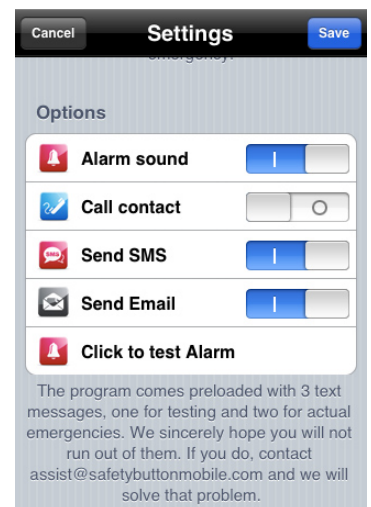 Cancel Settings Save
emergency.
Options
Alarm sound
Call contact
SMS Send SMS
Send Email
Click to test Alarm
The program comes preloaded with 3 text
messages, one for testing and two for actual
emergencies. We sincerely hope you will not
run out of them. If you do, contact
assist@safetybuttonmobile.com and we will
solve that problem.